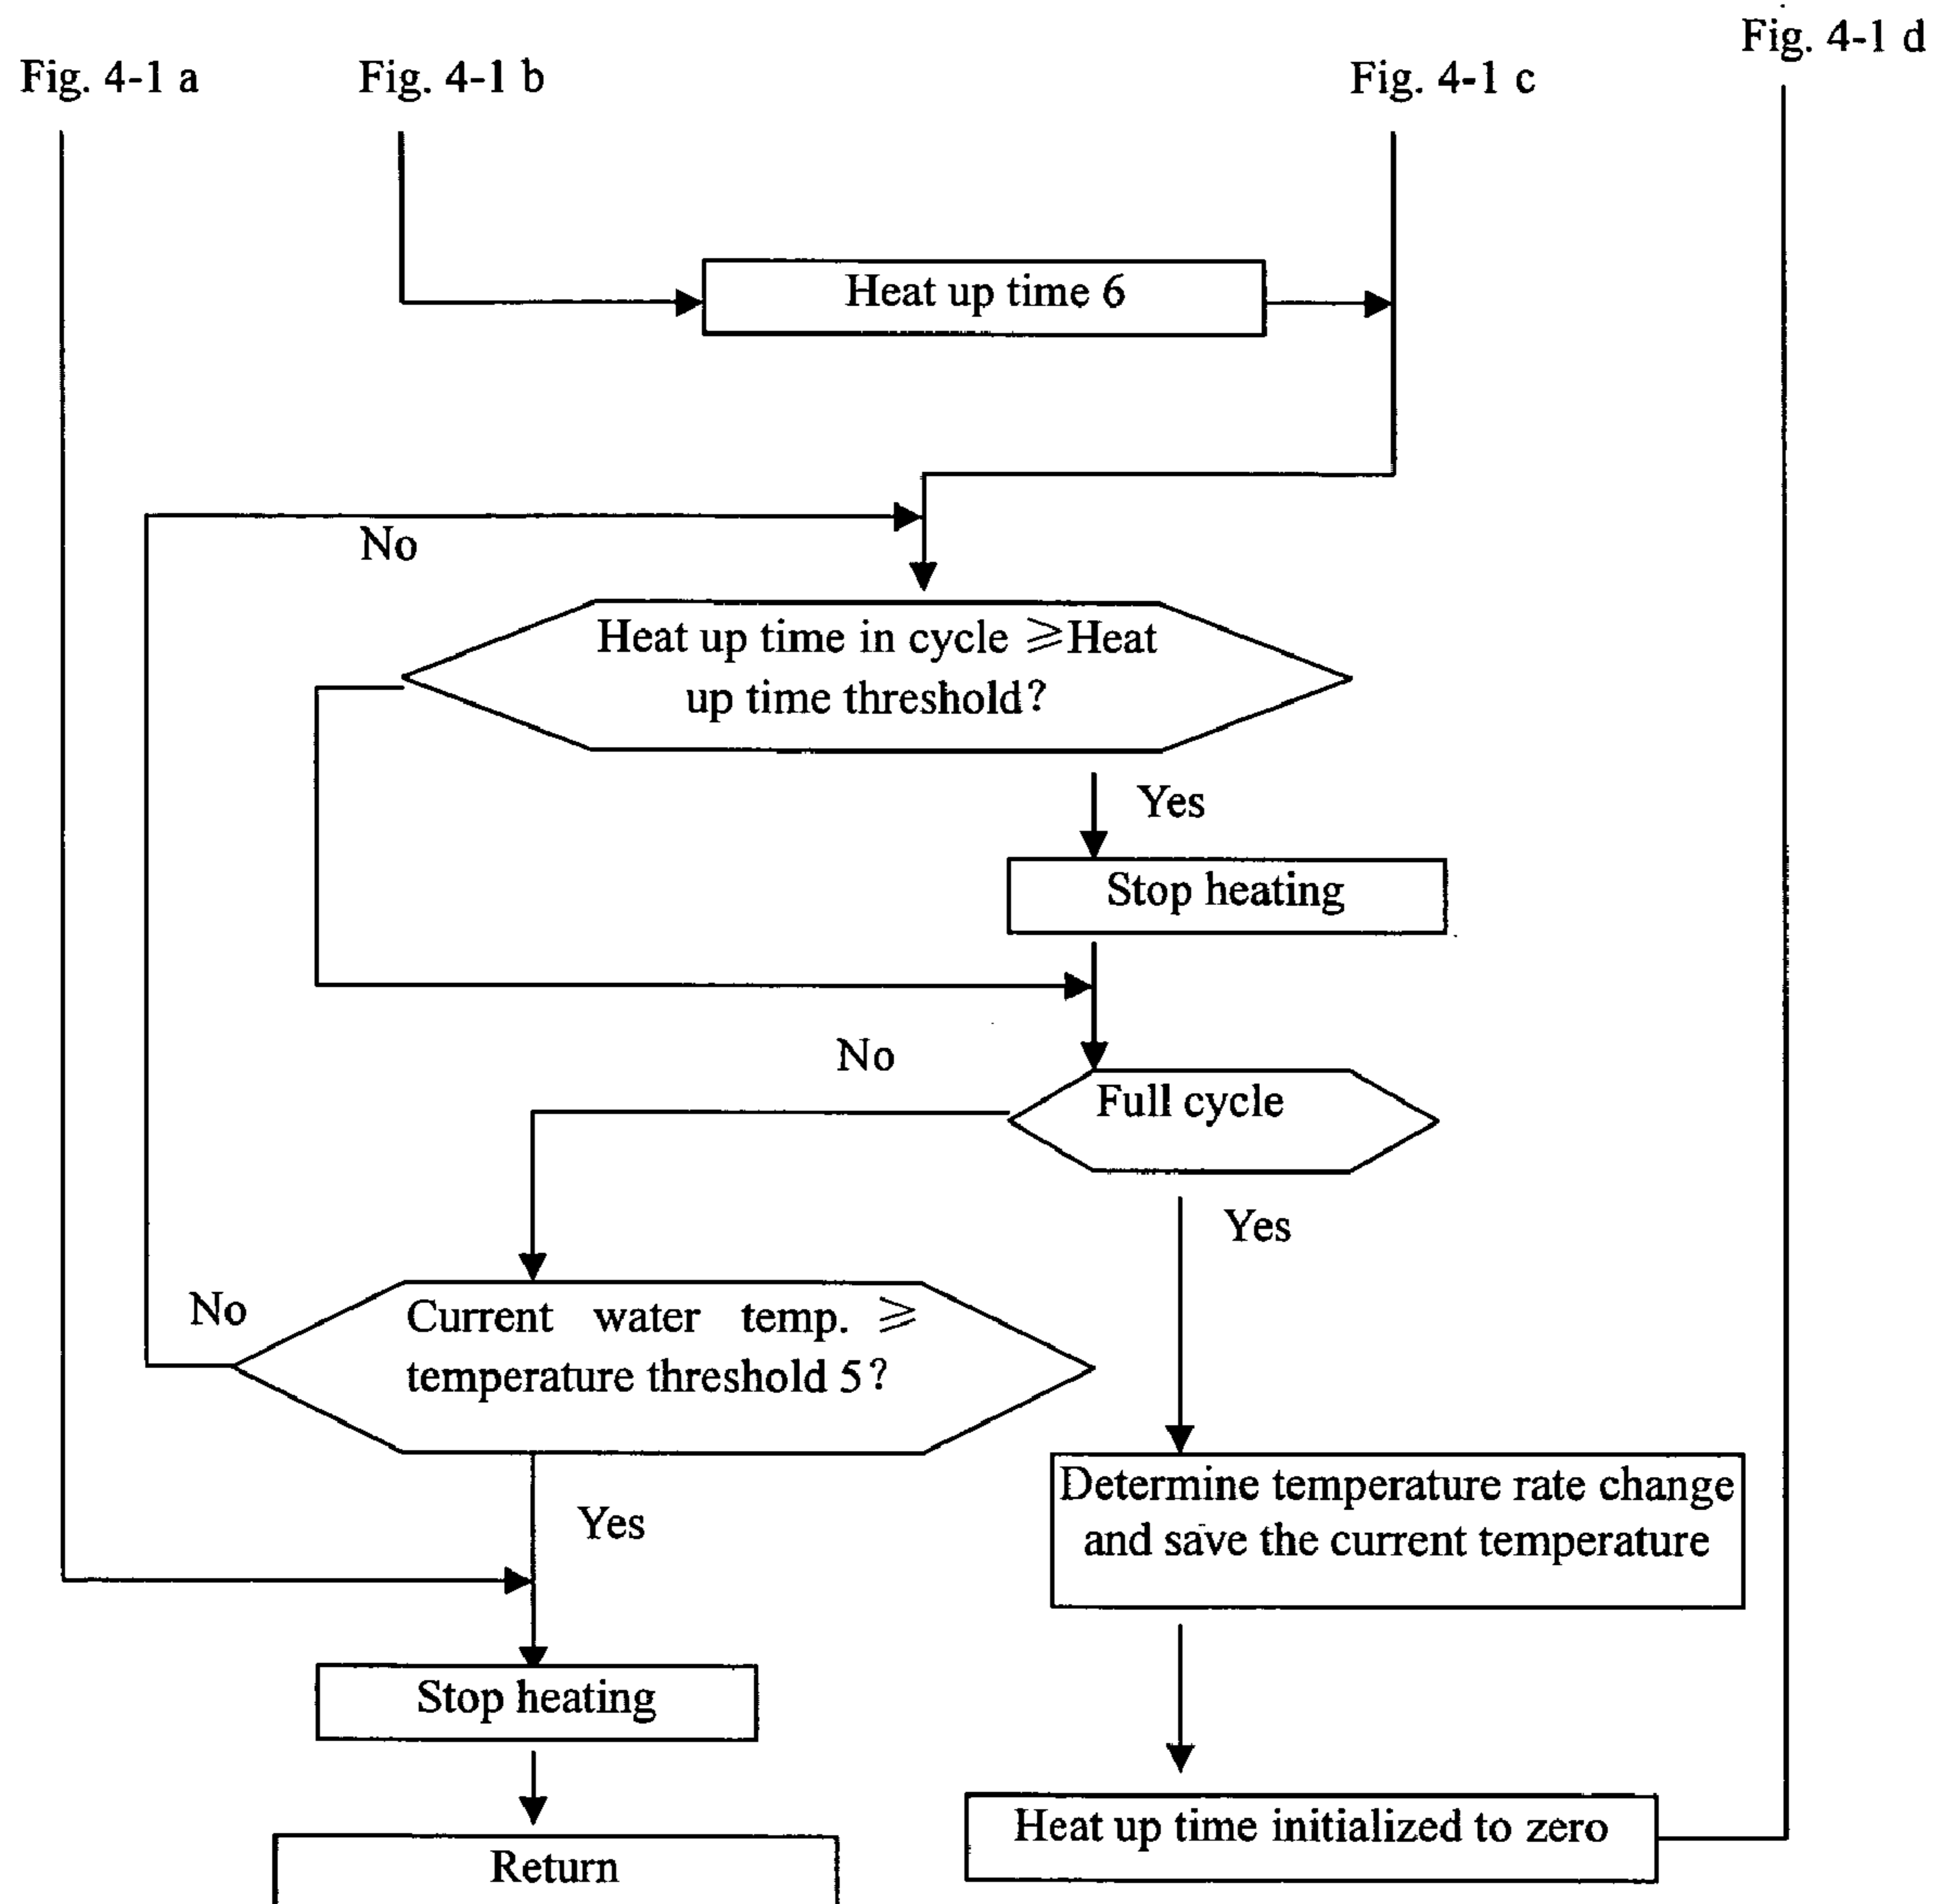 Fig. 4-1 d
Fig. 4-1 a
Fig. 4-1 b
Fig. 4-1 c
Heat up time 6
No
Heat up time in cycle ⩾Heat
up time threshold?
Yes
Stop heating
No
Full cycle
Yes
No
Current water temp. ⩾
temperature threshold 5?
Determine temperature rate change
and save the current temperature
Yes
Stop heating
Heat up time initialized to zero
Return